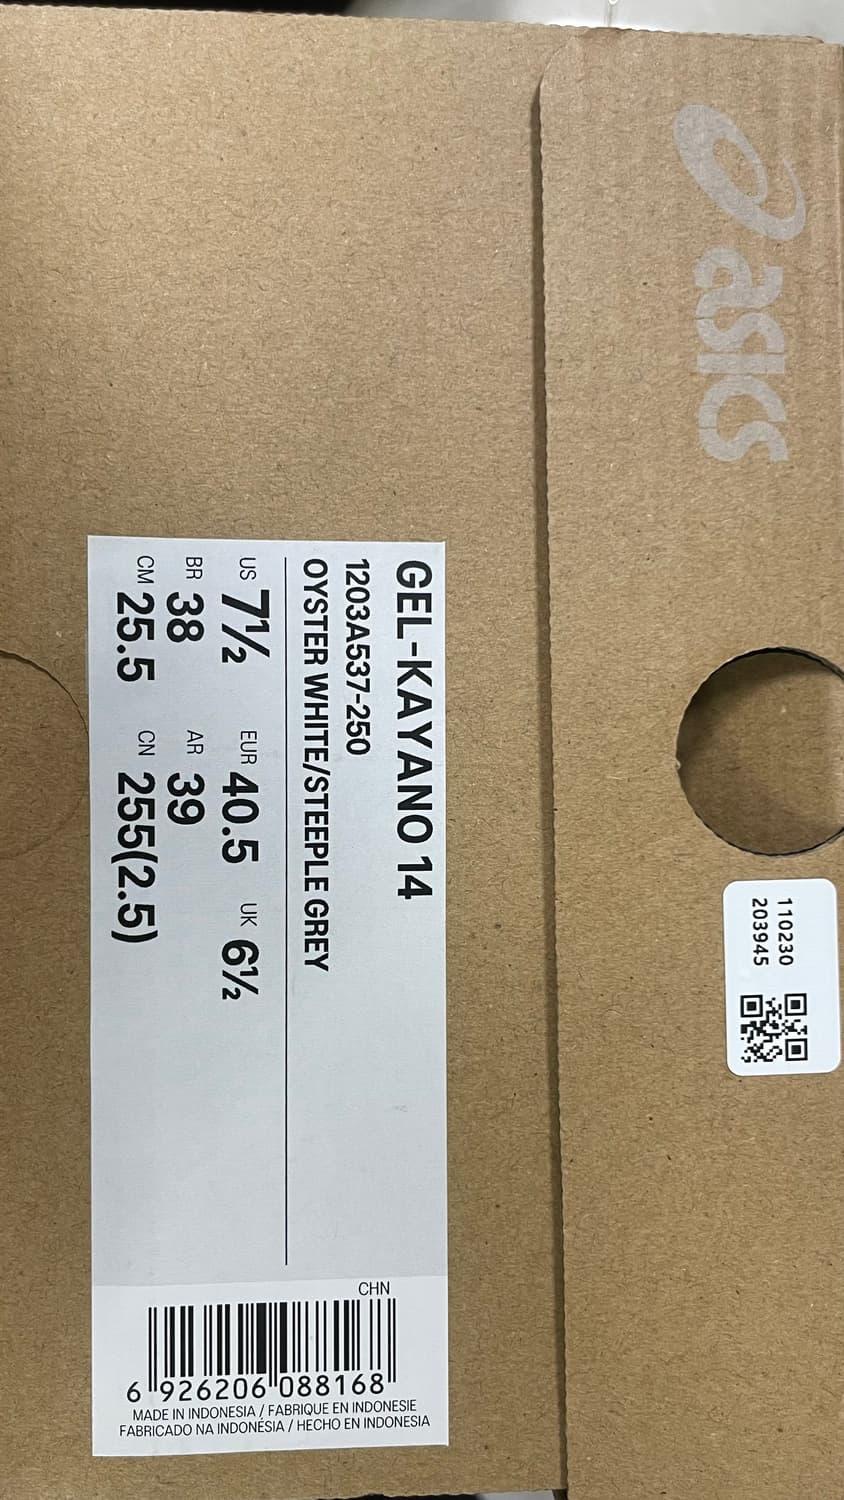 asics
110230
203945
GEL-KAYANO 14
1203A537-250
OYSTER WHITE/STEEPLE GREY
US 7½ EUR 40.5 UK 6½
BR 38 AR 39
CM 25.5 CN 255(2.5)
CHN
6 926206 088168
MADE IN INDONESIA / FABRIQUE EN INDONESIE
FABRICADO NA INDONÉSIA / HECHO EN INDONESIA